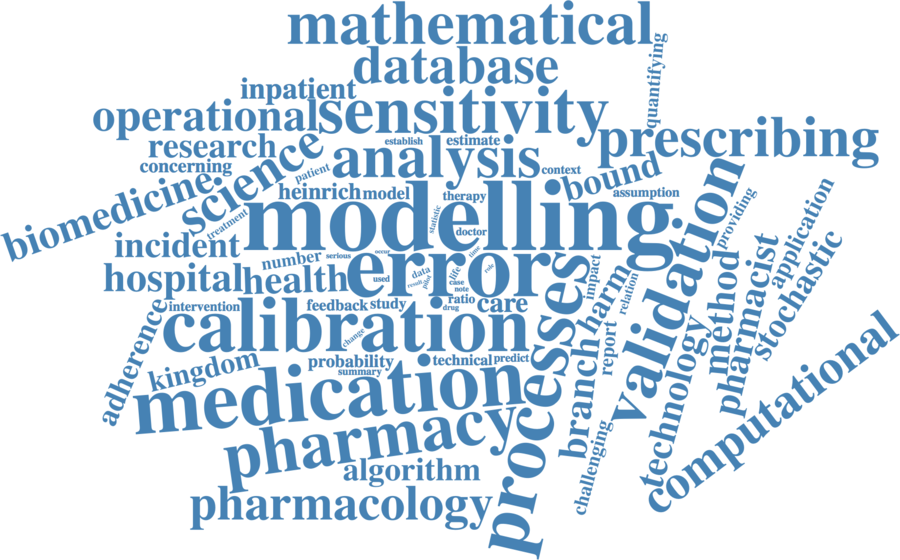 mathematical
quantifying
database
inpatient
operational
sensitivity
prescribing
research
establish
estimate
concerning
science
patient
analysis
context
bound
assumption
biomedicine
heinrich
model
therapy
treatment
modelling
statistic
doctor
validation
providing
application
incident
number
serious
occur
time
errors
hospital
health
used
data
result
pilot
life
case
note
role
impact
stochastic
pharmacist
method
harm
relation
intervention
feedback
study
ratio
drug
care
processes
calibration
change
adherence
kingdom
probability
summary
technical
predict
report
branch
technology
medication
computational
pharmacy
algorithm
challenging
pharmacology